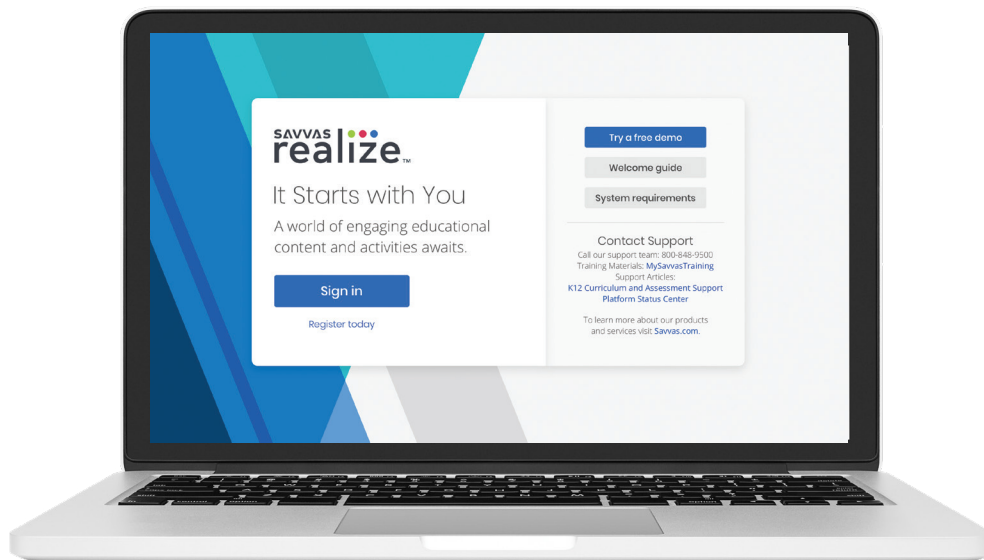 SAVVAS
realize™
It Starts with You
A world of engaging educational
content and activities awaits.
Sign in
Register today
Try a free demo
Welcome guide
System requirements
Contact Support
Call our support team: 800-848-9500
Training Materials: MySavvasTraining
Support Articles:
K12 Curriculum and Assessment Support
Platform Status Center
To learn more about our products
and services visit Savvas.com.